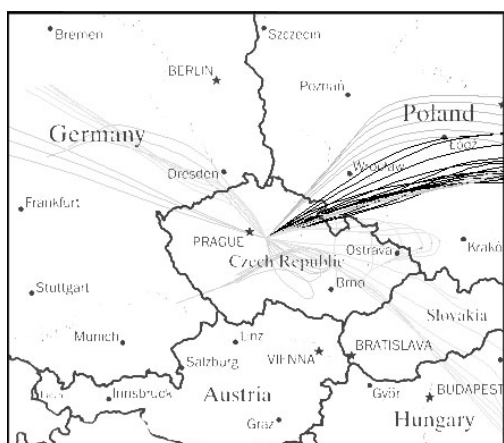 Bremen
Szczecin
BERLIN
Poznań
Poland
Germany
Łódź
Dresden
Wrocław
Frankfurt
PRAGUE
Ostrava
Krakó
Czech Republic
Brno
Stuttgart
Slovakia
Munich
Linz
Salzburg
VIENNA
BRATISLAVA
Innsbruck
Austria
Győr
BUDAPEST
Graz
Hungary